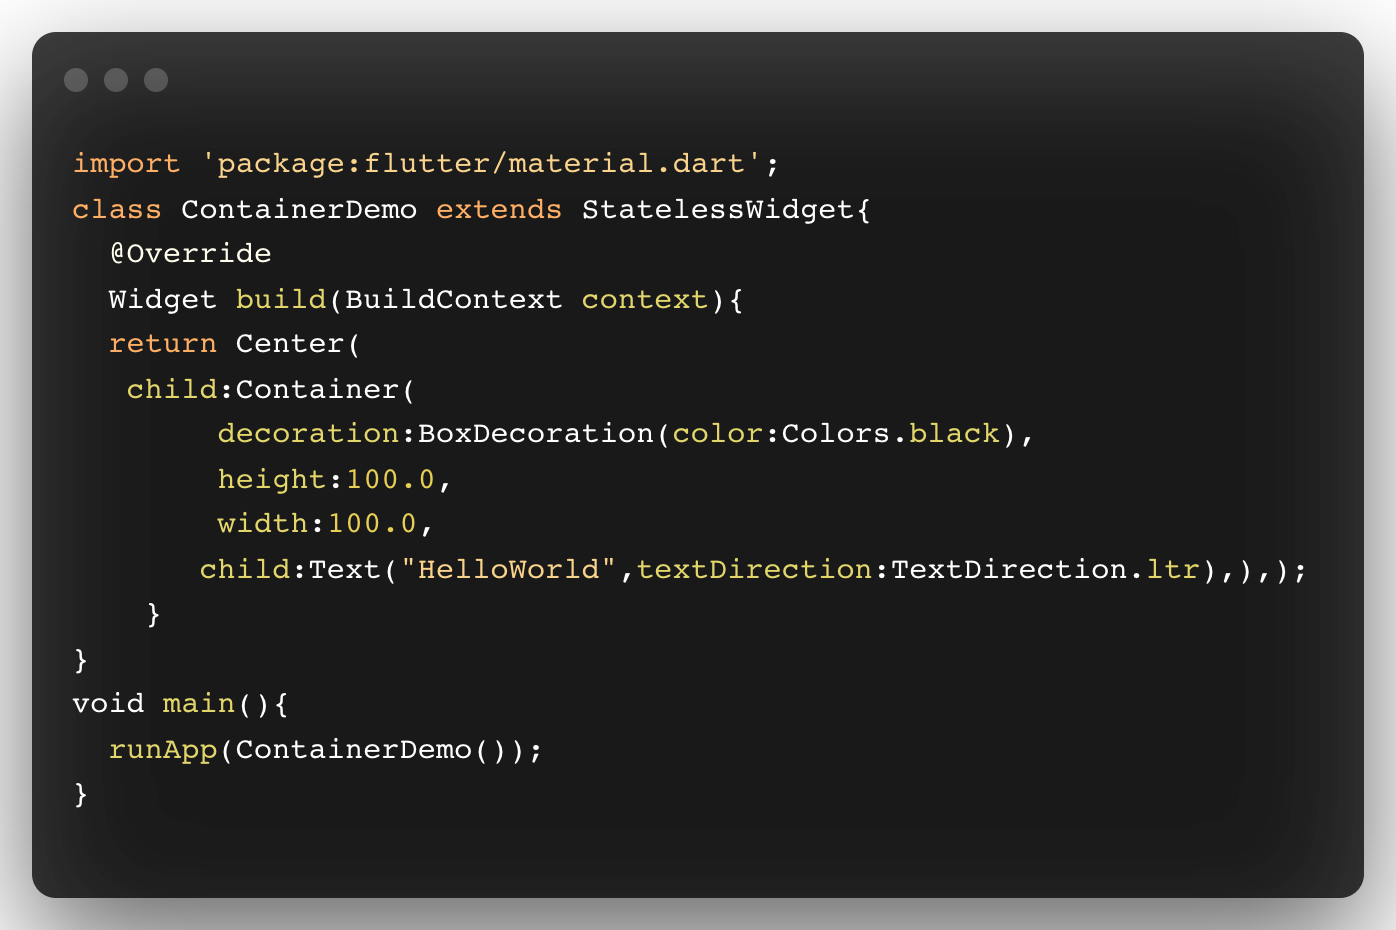 import 'package:flutter/material.dart';
class ContainerDemo extends StatelessWidget{
  @Override
  Widget build(BuildContext context){
  return Center(
   child:Container(
        decoration:BoxDecoration(color:Colors.black),
        height:100.0,
        width:100.0,
       child:Text("HelloWorld",textDirection:TextDirection.ltr),),);
    }
}
void main(){
  runApp(ContainerDemo());
}